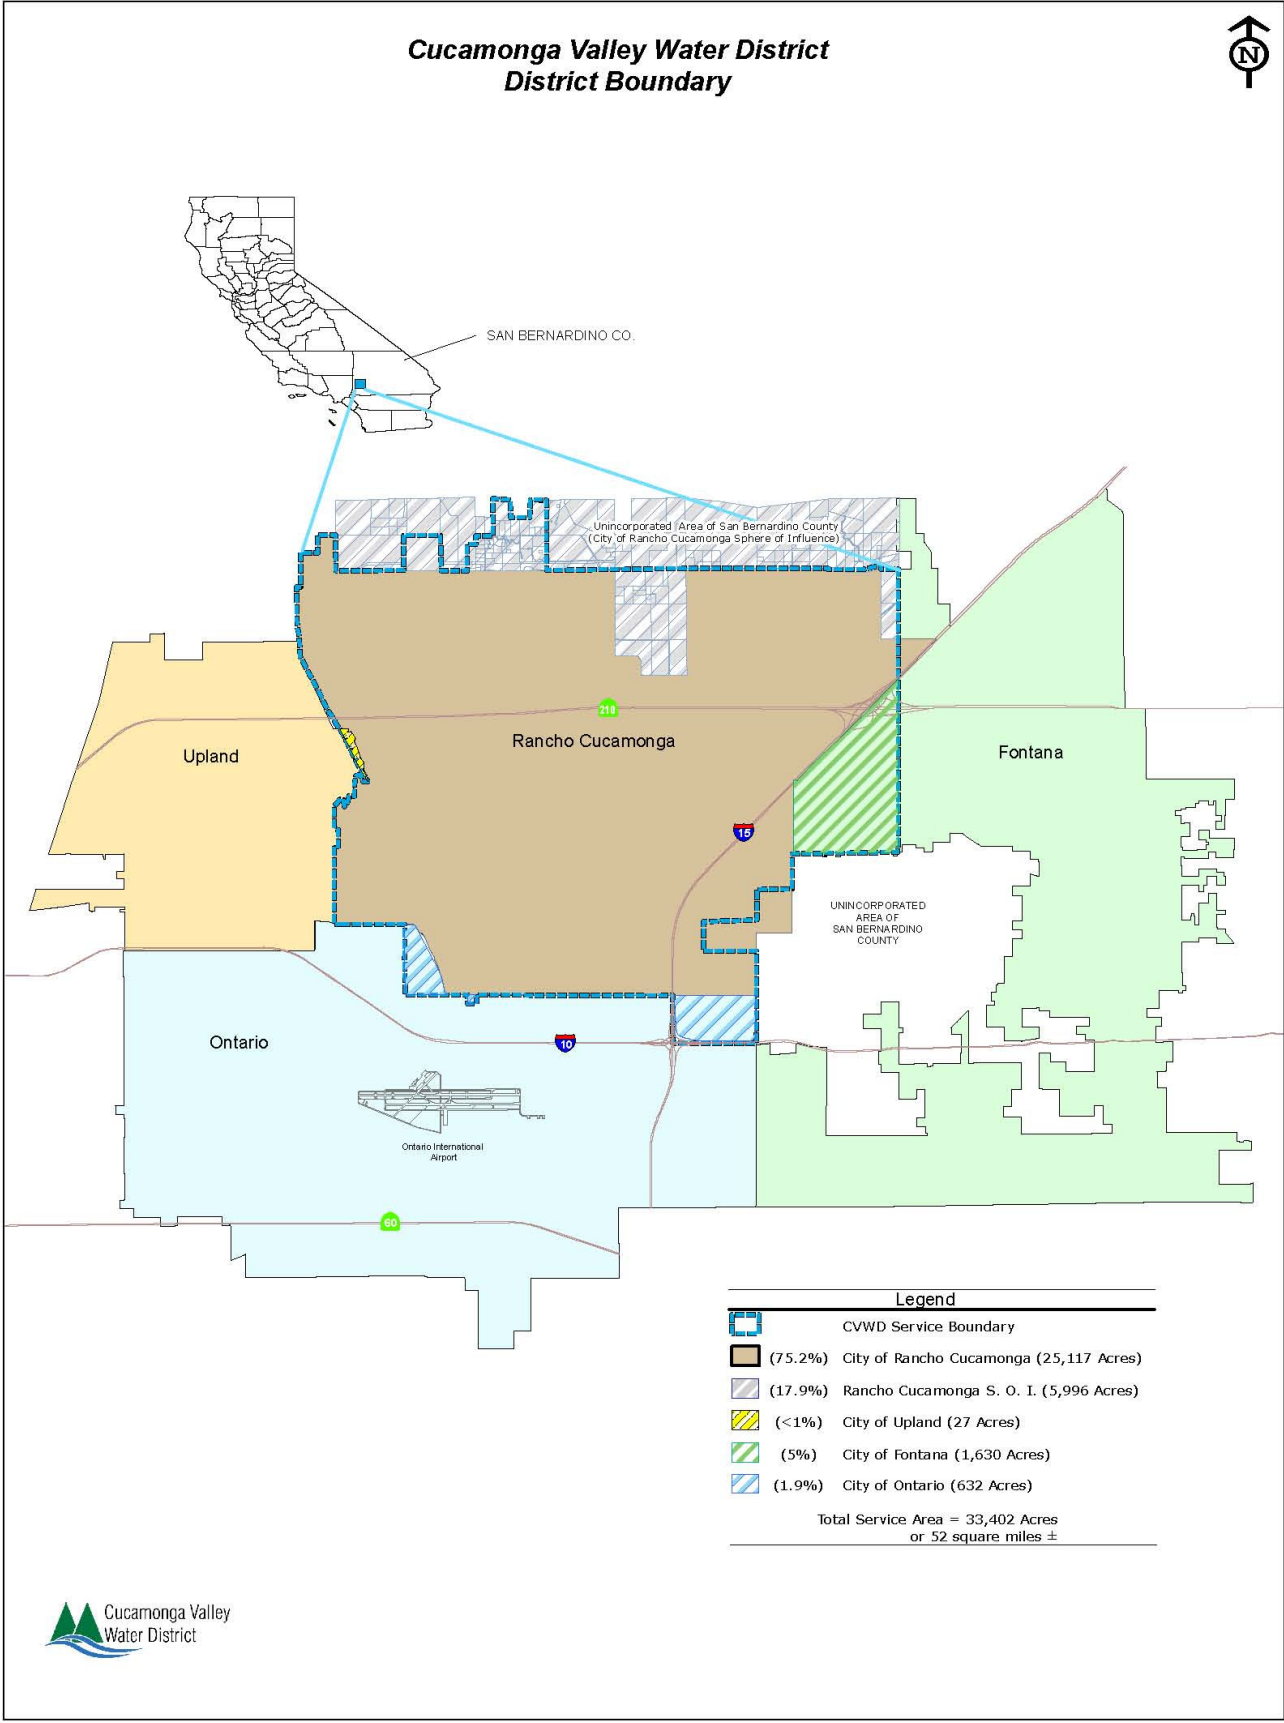 Cucamonga Valley Water District
District Boundary
N
SAN BERNARDINO CO.
Unincorporated Area of San Bernardino County
(City of Rancho Cucamonga Sphere of Influence)
210
Rancho Cucamonga
Upland
Fontana
15
UNINCORPORATED
AREA OF
SAN BERNARDINO
COUNTY
Ontario
10
Ontario International
Airport
60
Legend
CVWD Service Boundary
(75.2%) City of Rancho Cucamonga (25,117 Acres)
(17.9%) Rancho Cucamonga S. O. I. (5,996 Acres)
(<1%) City of Upland (27 Acres)
(5%) City of Fontana (1,630 Acres)
(1.9%) City of Ontario (632 Acres)
Total Service Area = 33,402 Acres
or 52 square miles ±
Cucamonga Valley
Water District